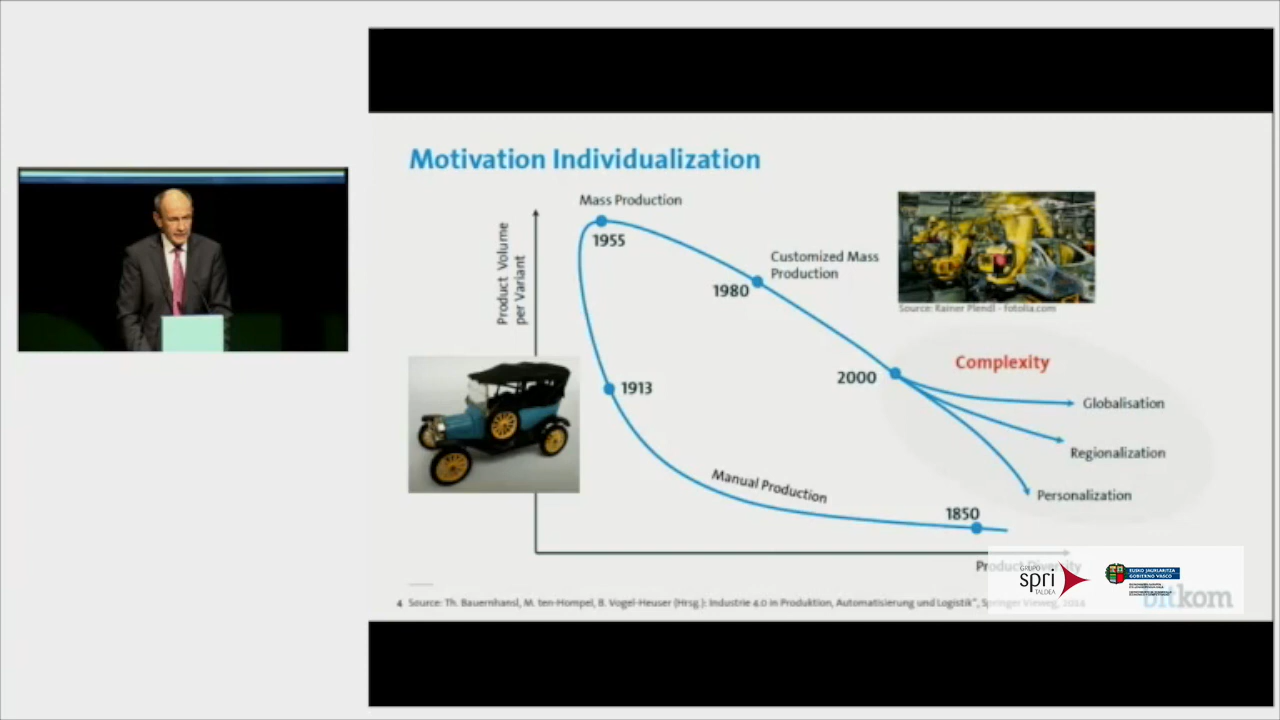 Motivation Individualization
Mass Production
1955
Product Volume
per Variant
Customized Mass
Production
1980
Source: Rainer Plendl - fotolia.com
Complexity
2000
1913
Globalisation
Regionalization
Manual Production
Personalization
1850
Product Diversity
GRUPO
spri
TALDEA
EUSKO JAURLARITZA
GOBIERNO VASCO
4 Source: Th. Bauernhansl, M. ten-Hompel, B. Vogel-Heuser (Hrsg.): Industrie 4.0 in Produktion, Automatisierung und Logistik", Springer Vieweg, 2014
bitkom